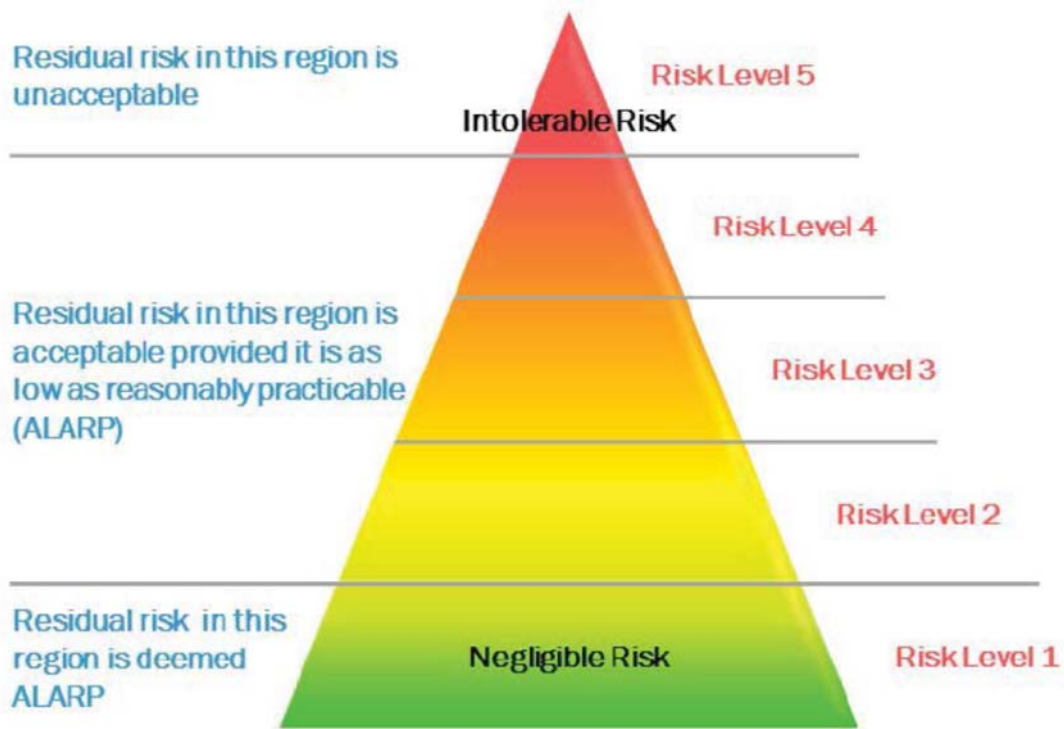 Residual risk in this region is
unacceptable
Risk Level 5
Intolerable Risk
Risk Level 4
Residual risk in this region is
acceptable provided it is as
low as reasonably practicable
(ALARP)
Risk Level 3
Risk Level 2
Residual risk in this
region is deemed
ALARP
Negligible Risk
Risk Level 1